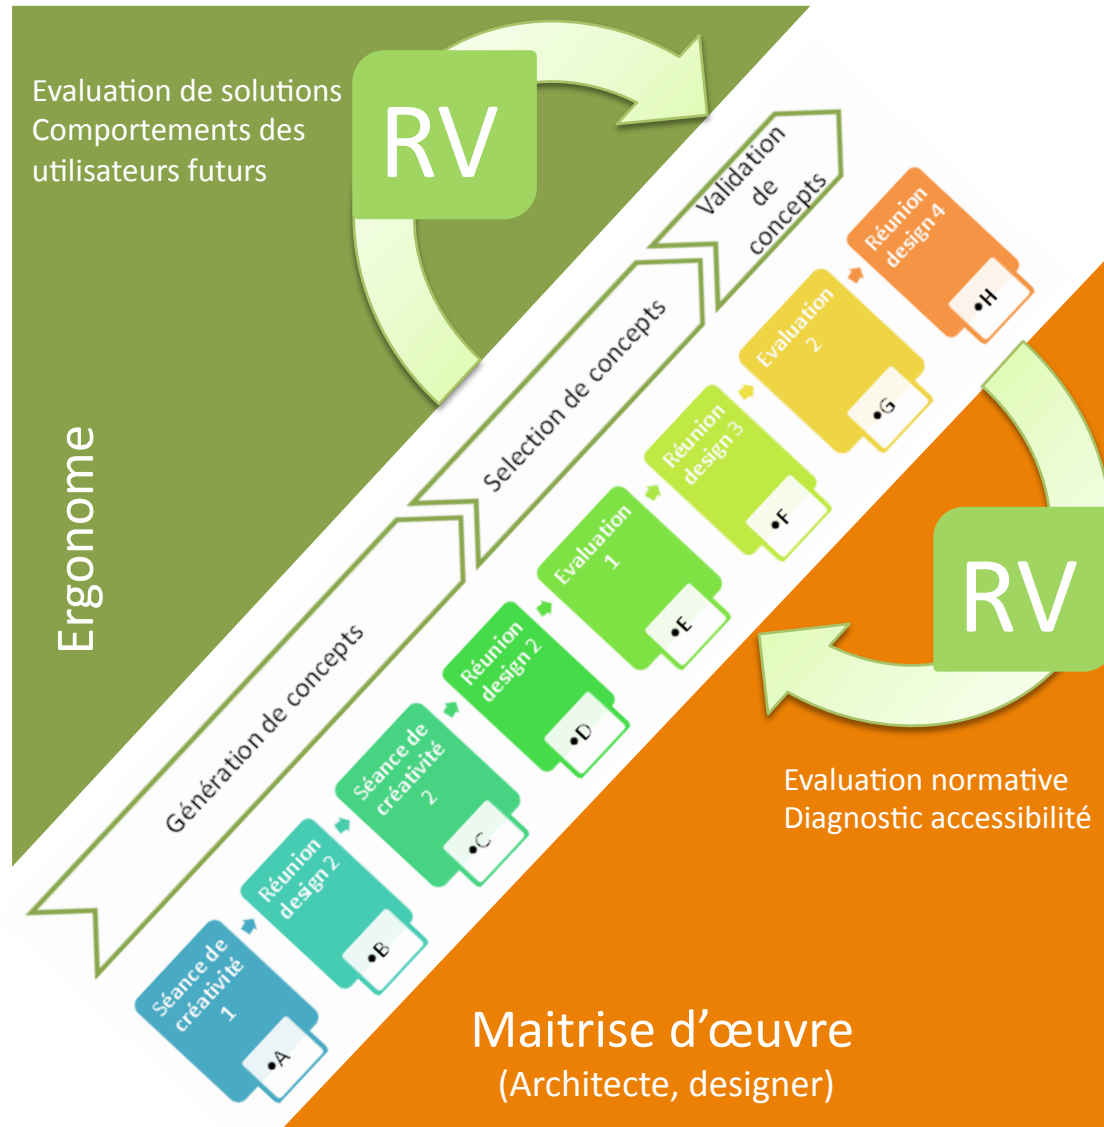 Evaluation de solutions
Comportements des
utilisateurs futurs
RV
Ergonome
Génération de concepts
Selection de concepts
Validation
de
concepts
Séance de
créativité
1
•A
Réunion
design 2
•B
Séance de
créativité
2
•C
Réunion
design 2
•D
Evaluation
1
•E
Réunion
design 3
•F
Evaluation
2
•G
Réunion
design 4
•H
RV
Evaluation normative
Diagnostic accessibilité
Maitrise d’œuvre
(Architecte, designer)